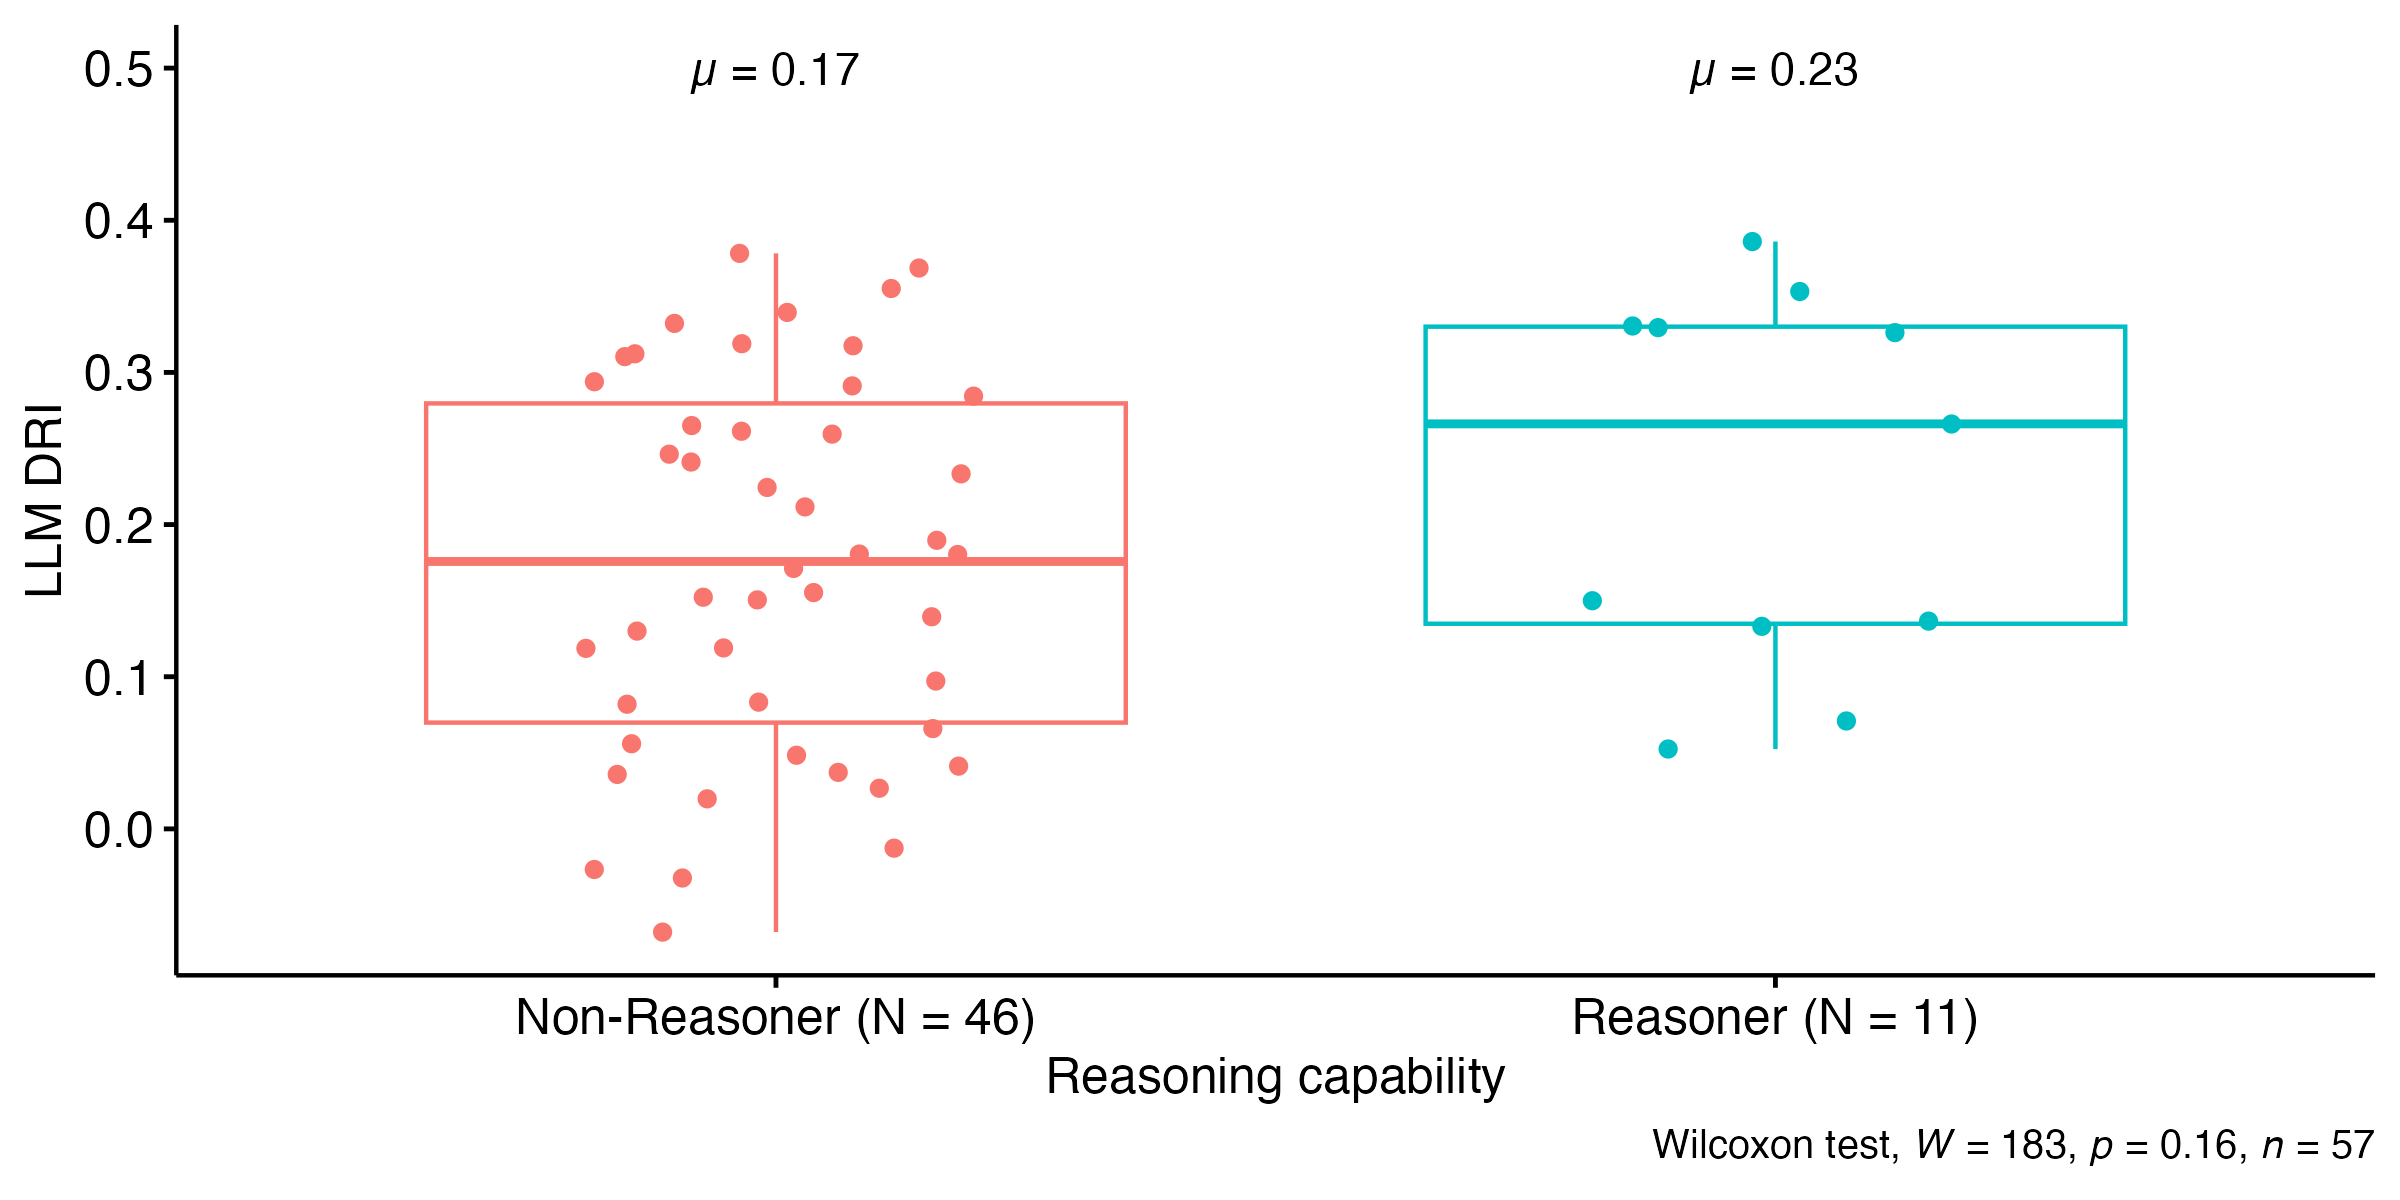 μ = 0.17
μ = 0.23
0.5
0.4
0.3
0.2
0.1
0.0
LLM DRI
Non-Reasoner (N = 46)
Reasoner (N = 11)
Reasoning capability
Wilcoxon test, W = 183, p = 0.16, n = 57